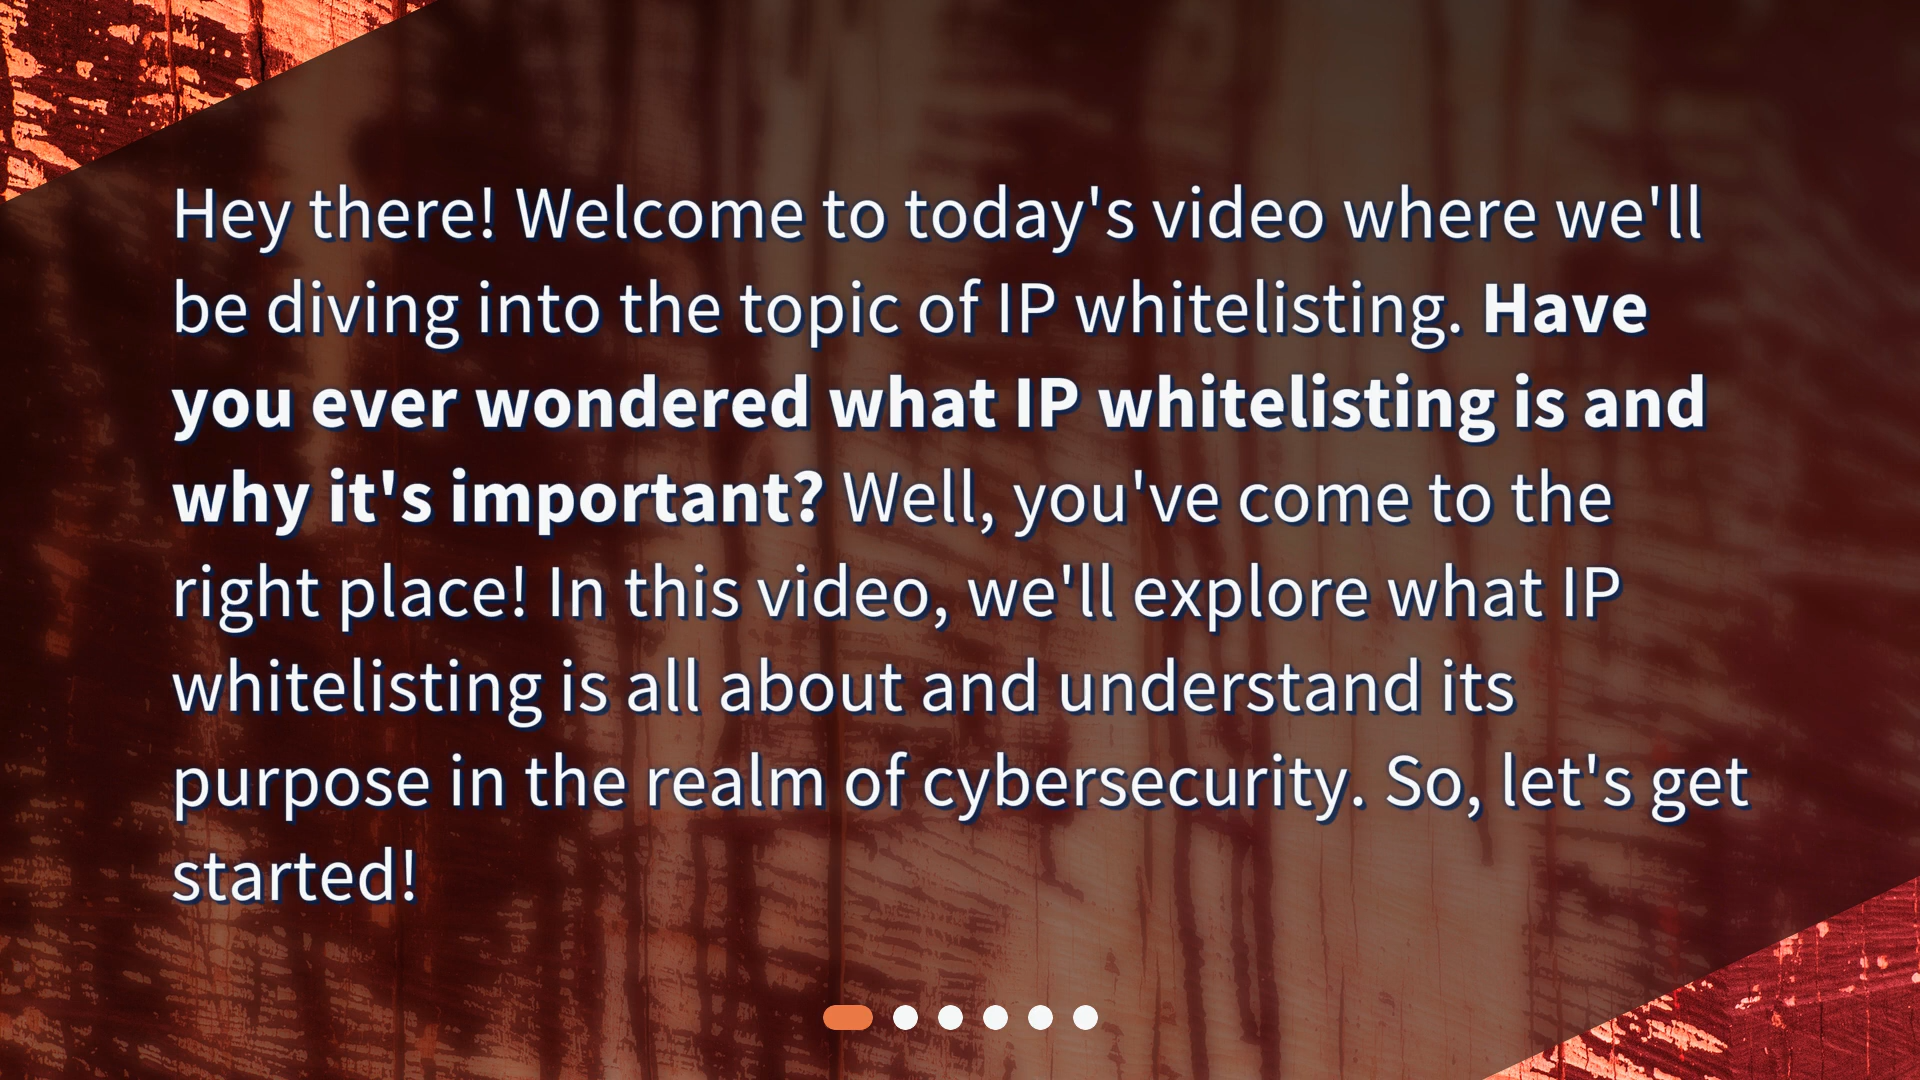 Hey there! Welcome to today's video where we'll
be diving into the topic of IP whitelisting. Have
you ever wondered what IP whitelisting is and
why it's important? Well, you've come to the
right place! In this video, we'll explore what IP
whitelisting is all about and understand its
purpose in the realm of cybersecurity. So, let's get
started!